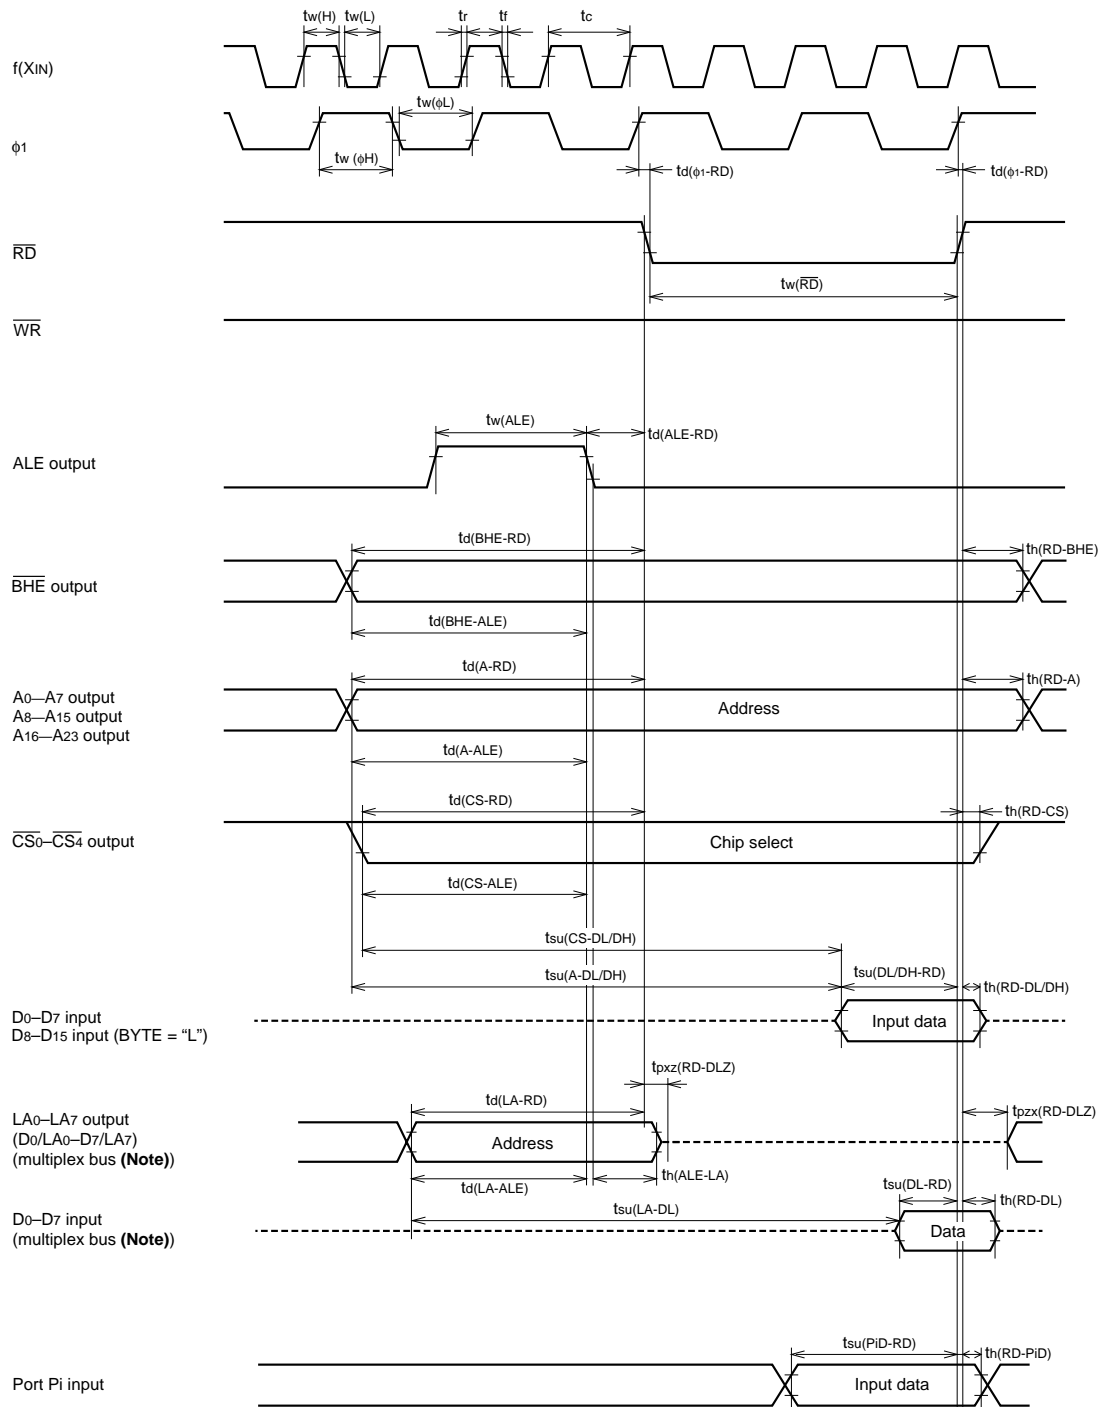 tw(H) tw(L) tr tf tc
f(XIN)
tw(ϕL)
ϕ1
tw (ϕH)
td(ϕ1-RD) td(ϕ1-RD)
R̅D̅
tw(R̅D̅)
W̅R̅
tw(ALE)
td(ALE-RD)
ALE output
td(BHE-RD)
th(RD-BHE)
B̅H̅E̅ output
td(BHE-ALE)
td(A-RD)
th(RD-A)
A0—A7 output
A8—A15 output
A16—A23 output
Address
td(A-ALE)
td(CS-RD)
th(RD-CS)
C̅S̅0̅–C̅S̅4̅ output
Chip select
td(CS-ALE)
tsu(CS-DL/DH)
tsu(A-DL/DH) tsu(DL/DH-RD)
th(RD-DL/DH)
D0–D7 input
D8–D15 input (BYTE = “L”)
Input data
tpxz(RD-DLZ)
td(LA-RD)
tpzx(RD-DLZ)
LA0–LA7 output
(D0/LA0–D7/LA7)
(multiplex bus (Note))
Address
td(LA-ALE)
th(ALE-LA)
tsu(DL-RD)
th(RD-DL)
tsu(LA-DL)
D0–D7 input
(multiplex bus (Note))
Data
tsu(PiD-RD)
th(RD-PiD)
Port Pi input
Input data